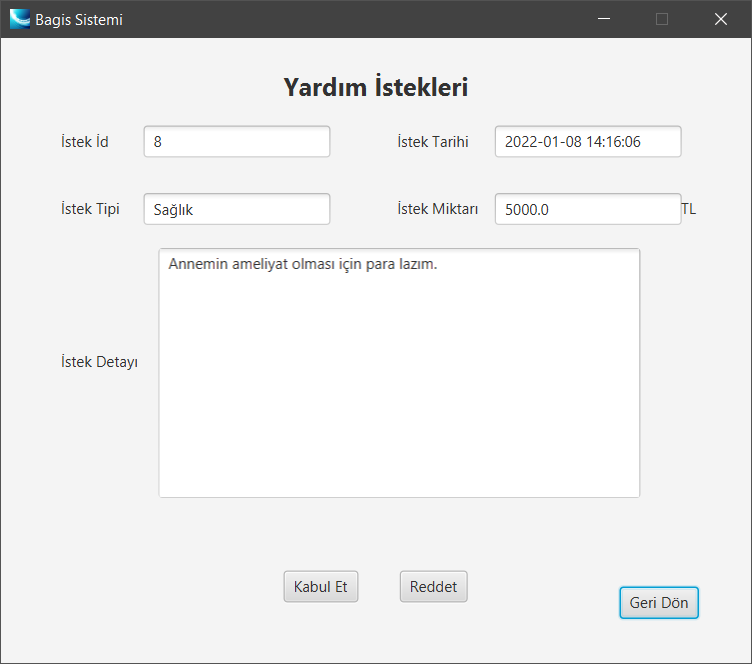 Bagis Sistemi
Yardım İstekleri
İstek İd 8 İstek Tarihi 2022-01-08 14:16:06
İstek Tipi Sağlık İstek Miktarı 5000.0 TL
Annemin ameliyat olması için para lazım.
İstek Detayı
Kabul Et Reddet
Geri Dön